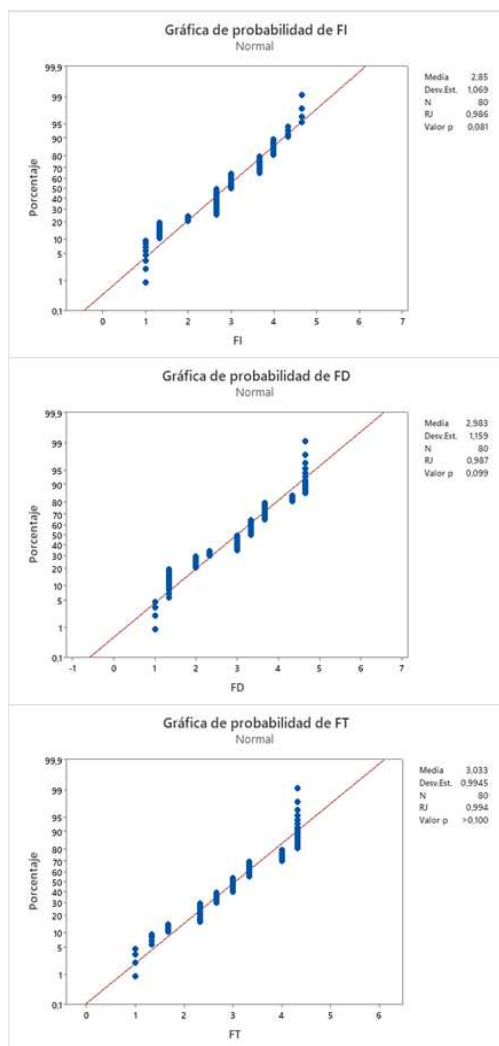 Gráfica de probabilidad de FI
Normal
99,9
99
95
90
80
70
60
50
40
30
20
10
5
1
0,1
0 1 2 3 4 5 6 7
Porcentaje
FI
Media 2,85
Desv.Est. 1,069
N 80
RJ 0,986
Valor p 0,081
Gráfica de probabilidad de FD
Normal
99,9
99
95
90
80
70
60
50
40
30
20
10
5
1
0,1
-1 0 1 2 3 4 5 6 7
Porcentaje
FD
Media 2,983
Desv.Est. 1,159
N 80
RJ 0,987
Valor p 0,099
Gráfica de probabilidad de FT
Normal
99,9
99
95
90
80
70
60
50
40
30
20
10
5
1
0,1
0 1 2 3 4 5 6
Porcentaje
FT
Media 3,033
Desv.Est. 0,9945
N 80
RJ 0,994
Valor p >0,100